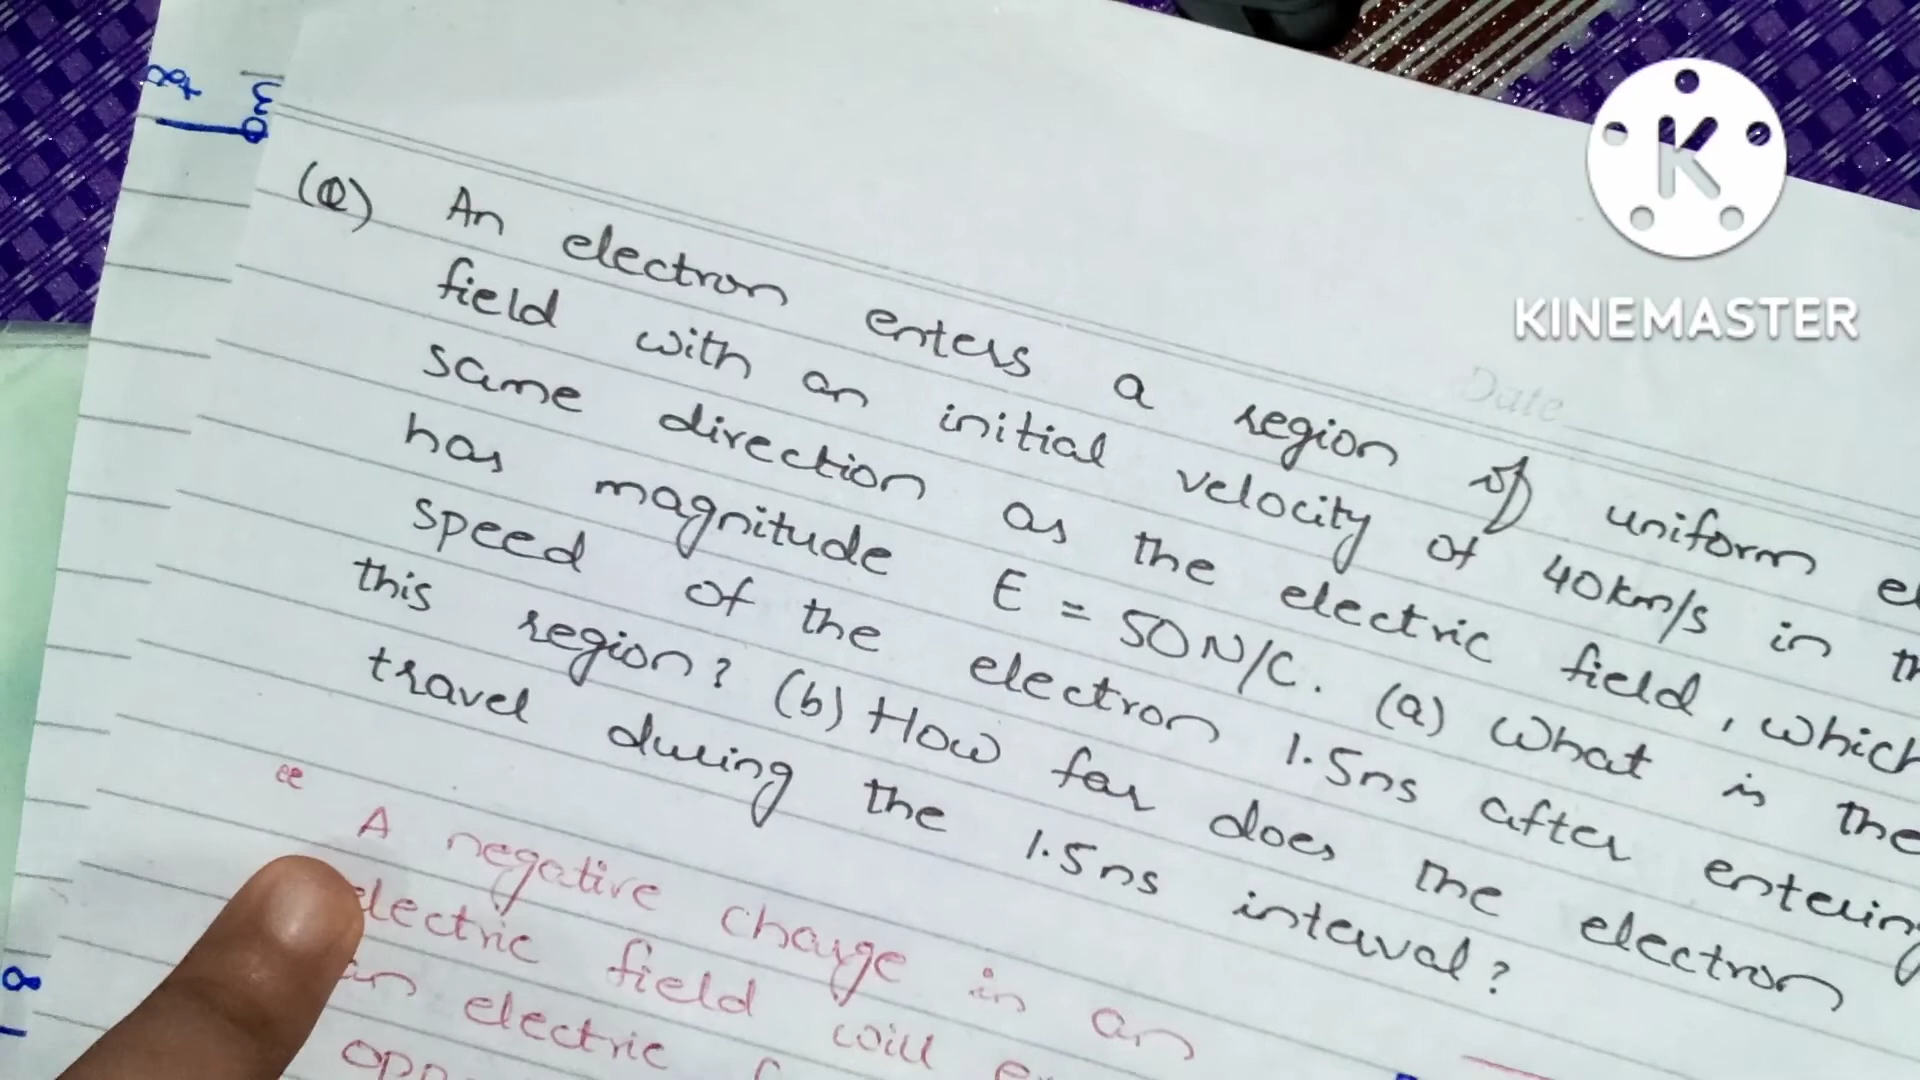 KINEMASTER
Date
(Q) An electron enters a region of uniform
field with an initial velocity of 40km/s in
same direction as the electric field, which
has magnitude E = 50N/C. (a) What is the
speed of the electron 1.5ns after entering
this region? (b) How far does the electron
travel during the 1.5ns interval?
A negative charge in an
electric field will
an electric